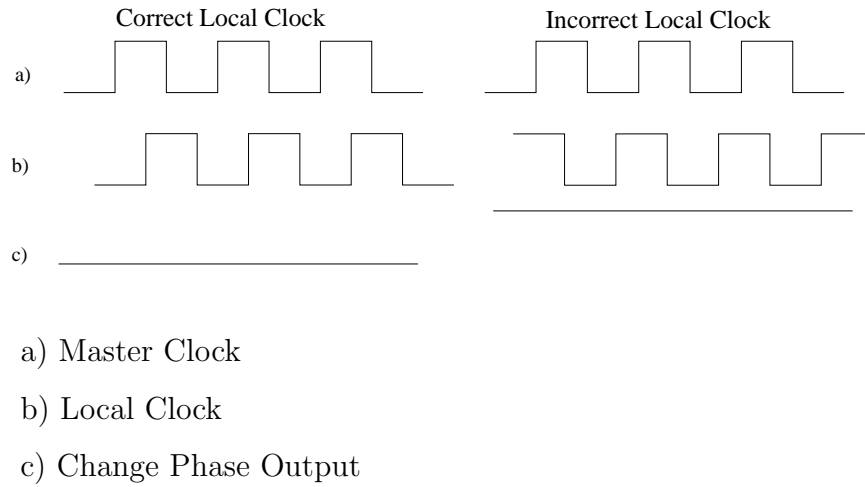 Correct Local Clock
Incorrect Local Clock
a)
b)
c)
a) Master Clock
b) Local Clock
c) Change Phase Output